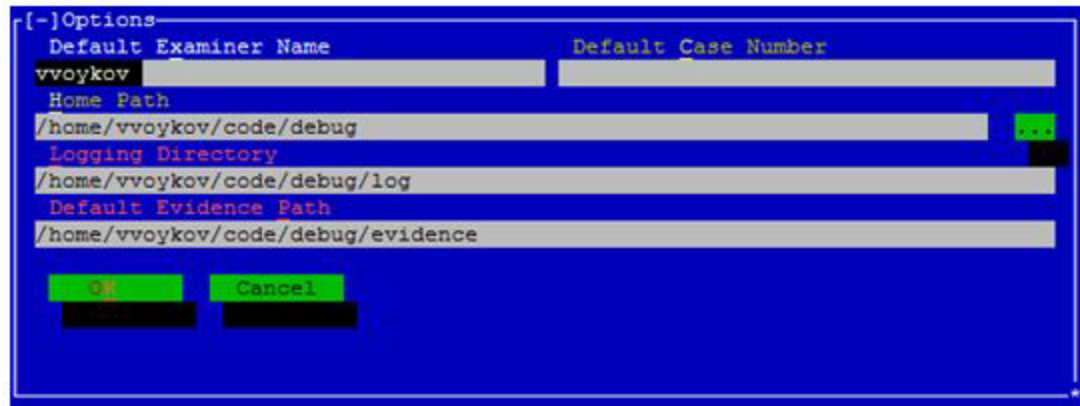 [-]Options
Default Examiner Name Default Case Number
vvoykov
Home Path
/home/vvoykov/code/debug ...
Logging Directory
/home/vvoykov/code/debug/log
Default Evidence Path
/home/vvoykov/code/debug/evidence
OK Cancel